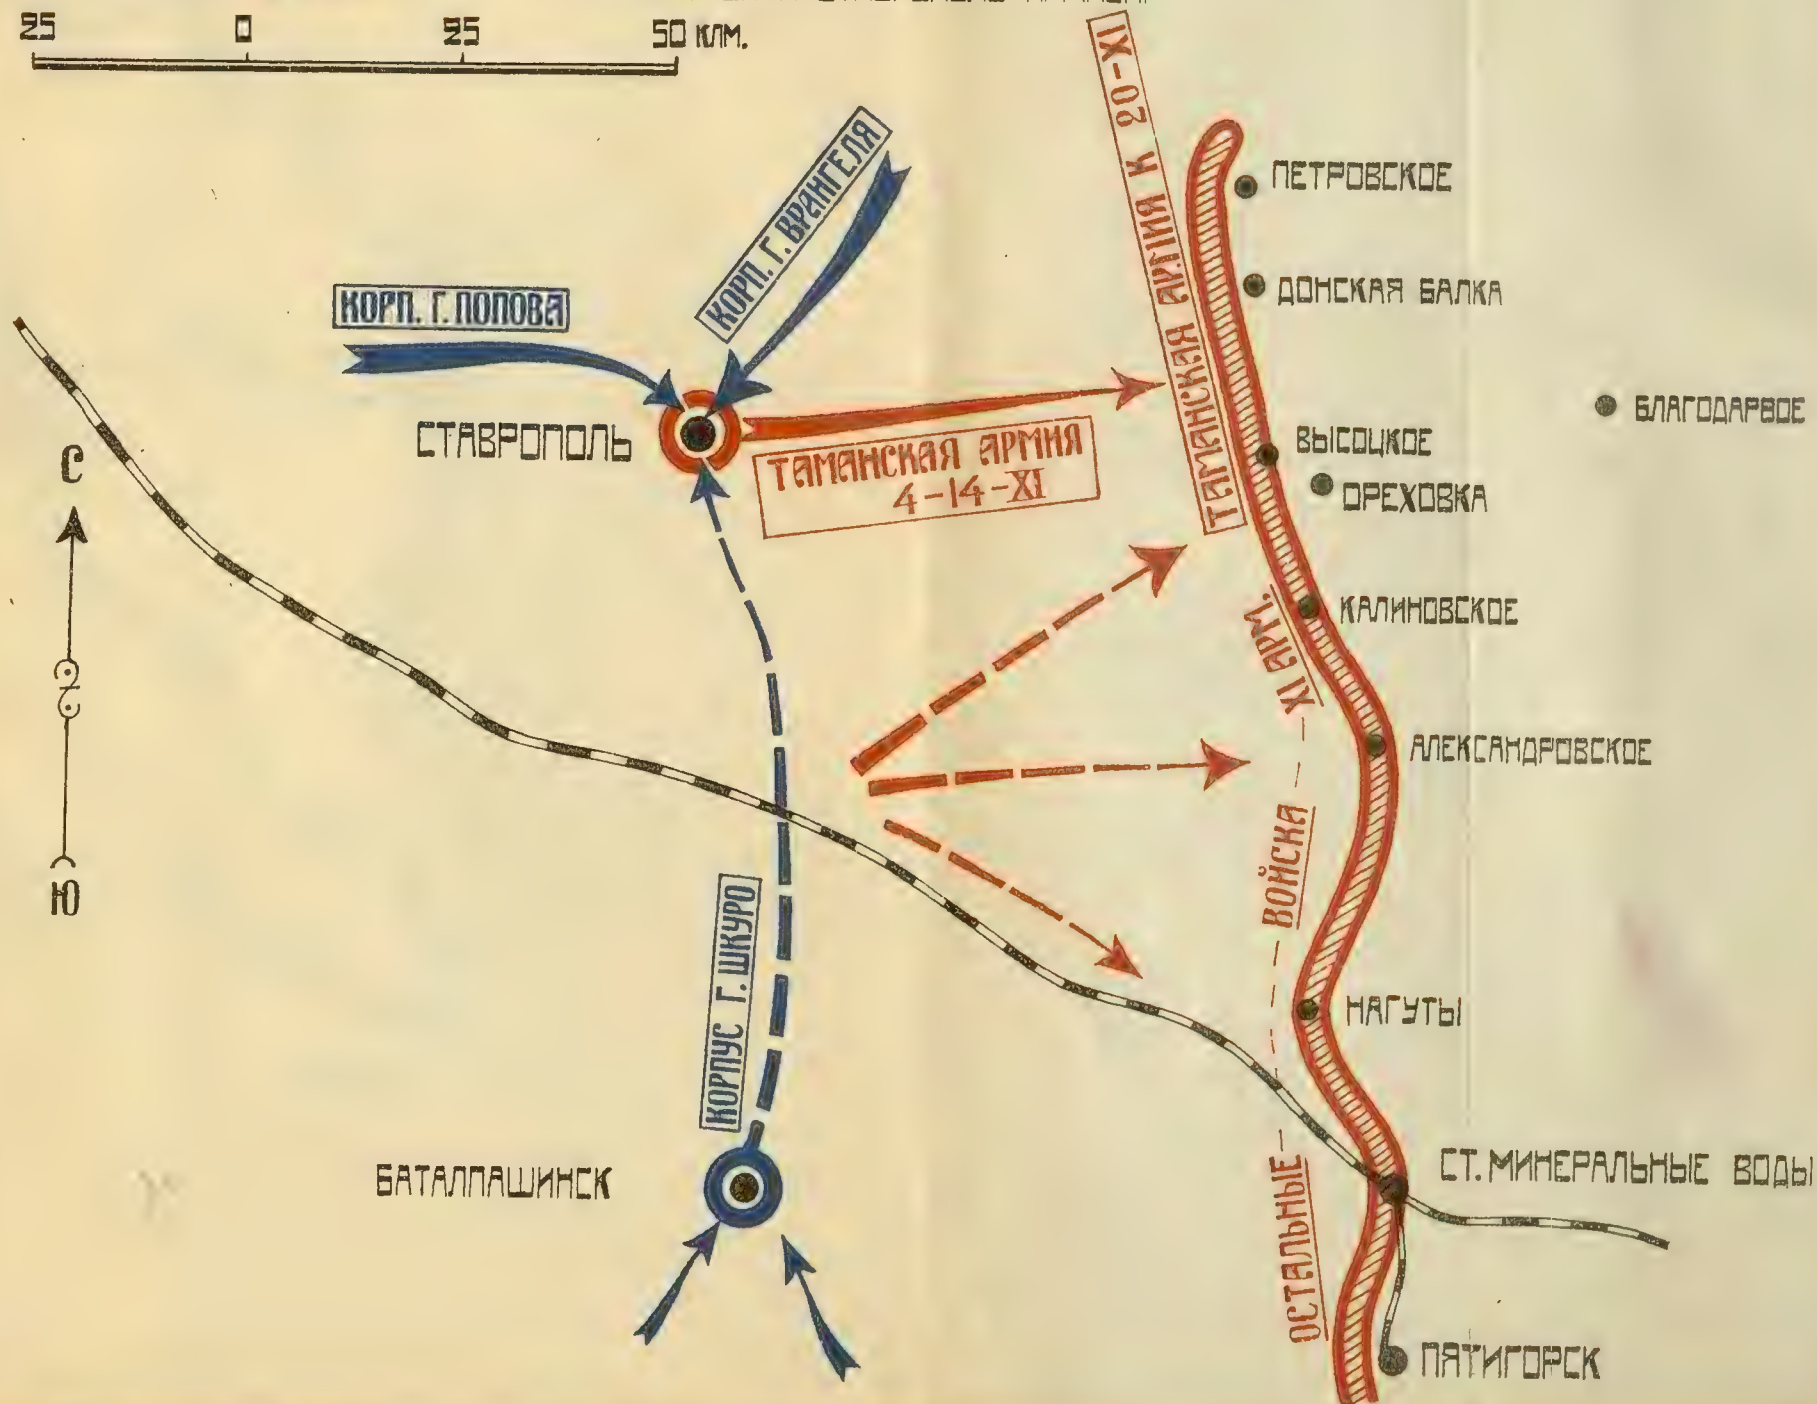 25 0 25 50 КЛМ.
КОРП. Г. ВРАНГЕЛЯ
КОРП. Г. ПОПОВА
СТАВРОПОЛЬ
ТАМАНСКАЯ АРМИЯ
4-14-XI
ТАМАНСКАЯ АРМИЯ К 20-XI
ПЕТРОВСКОЕ
ДОНСКАЯ БАЛКА
БЛАГОДАРВОЕ
ВЫСОЦКОЕ
ОРЕХОВКА
КАЛИНОВСКОЕ
АЛЕКСАНДРОВСКОЕ
НАГУТЫ
СТ. МИНЕРАЛЬНЫЕ ВОДЫ
ПЯТИГОРСК
ОСТАЛЬНЫЕ - ВОЙСКА - XI АРМ.
КОРПУС Г. ШКУРО
БАТАЛПАШИНСК
С
Ю